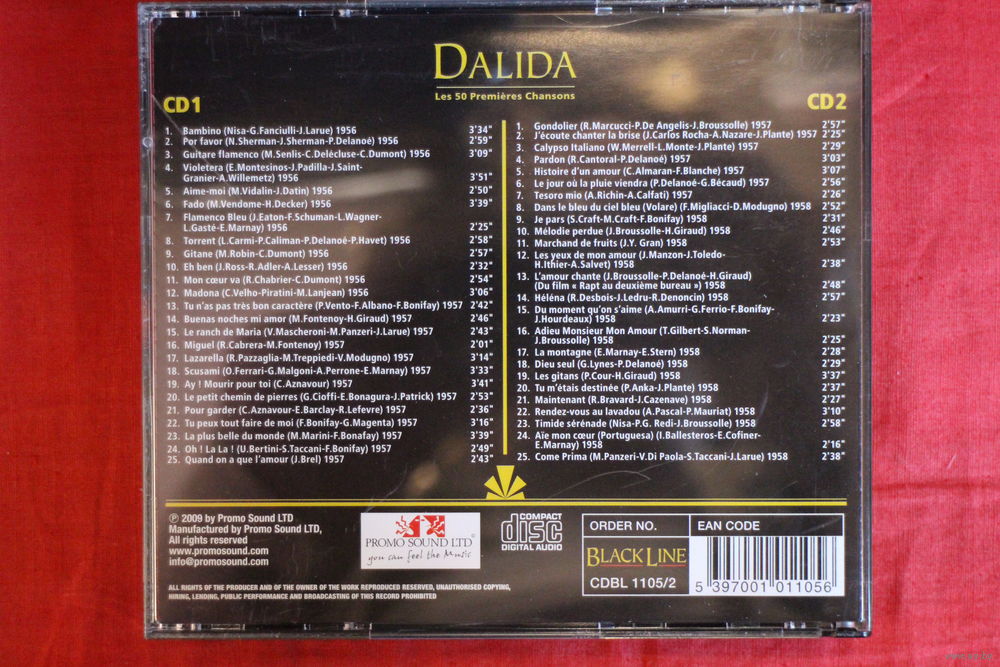 DALIDA
Les 50 Premières Chansons
CD1
1. Bambino (Nisa-G.Fanciulli-J.Larue) 1956 3'34"
2. Por favor (N.Sherman-J.Sherman-P.Delanoé) 1956 2'59"
3. Guitare flamenco (M.Senlis-C.Delécluse-C.Dumont) 1956 3'09"
4. Violetera (E.Montesinos-J.Padilla-J.Saint-
Granier-A.Willemetz) 1956 3'51"
5. Aime-moi (M.Vidalin-J.Datin) 1956 2'50"
6. Fado (M.Vendome-H.Decker) 1956 3'39"
7. Flamenco Bleu (J.Eaton-F.Schuman-L.Wagner-
L.Gasté-E.Marnay) 1956 2'25"
8. Torrent (L.Carmi-P.Caliman-P.Delanoé-P.Havet) 1956 2'58"
9. Gitane (M.Robin-C.Dumont) 1956 2'57"
10. Eh ben (J.Ross-R.Adler-A.Lesser) 1956 2'32"
11. Mon cœur va (R.Chabrier-C.Dumont) 1956 2'54"
12. Madona (C.Velho-Piratini-M.Lanjean) 1956 3'06"
13. Tu n'as pas très bon caractère (P.Vento-F.Albano-F.Bonifay) 1957 2'42"
14. Buenas noches mi amor (M.Fontenoy-H.Giraud) 1957 2'46"
15. Le ranch de Maria (V.Mascheroni-M.Panzeri-J.Larue) 1957 2'43"
16. Miguel (R.Cabrera-M.Fontenoy) 1957 2'01"
17. Lazarella (R.Pazzaglia-M.Treppiedi-V.Modugno) 1957 3'14"
18. Scusami (O.Ferrari-G.Malgoni-A.Perrone-E.Marnay) 1957 3'33"
19. Ay ! Mourir pour toi (C.Aznavour) 1957 3'41"
20. Le petit chemin de pierres (G.Cioffi-E.Bonagura-J.Patrick) 1957 2'53"
21. Pour garder (C.Aznavour-E.Barclay-R.Lefevre) 1957 2'36"
22. Tu peux tout faire de moi (F.Bonifay-G.Magenta) 1957 3'16"
23. La plus belle du monde (M.Marini-F.Bonafay) 1957 3'39"
24. Oh ! La La ! (U.Bertini-S.Taccani-F.Bonafay) 1957 2'49"
25. Quand on a que l'amour (J.Brel) 1957 2'43"
CD2
1. Gondolier (R.Marcucci-P.De Angelis-J.Broussolle) 1957 2'57"
2. J'écoute chanter la brise (J.Carlos Rocha-A.Nazare-J.Plante) 1957 2'25"
3. Calypso Italiano (W.Merrell-L.Monte-J.Plante) 1957 2'29"
4. Pardon (R.Cantoral-P.Delanoé) 1957 3'03"
5. Histoire d'un amour (C.Almaran-F.Blanche) 1957 3'07"
6. Le jour où la pluie viendra (P.Delanoé-G.Bécaud) 1957 2'56"
7. Tesoro mio (A.Richin-A.Calfati) 1957 2'26"
8. Dans le bleu du ciel bleu (Volare) (F.Migliacci-D.Modugno) 1958 2'52"
9. Je pars (S.Craft-M.Craft-F.Bonifay) 1958 2'31"
10. Mélodie perdue (J.Broussolle-H.Giraud) 1958 2'46"
11. Marchand de fruits (J.Y. Gran) 1958 2'53"
12. Les yeux de mon amour (J.Manzon-J.Toledo-
H.Ithier-A.Salvet) 1958 2'38"
13. L'amour chante (J.Broussolle-P.Delanoé-H.Giraud)
(Du film « Rapt au deuxième bureau ») 1958 2'48"
14. Héléna (R.Desbois-J.Ledru-R.Denoncin) 1958 2'57"
15. Du moment qu'on s'aime (A.Amurri-G.Ferrio-F.Bonifay-
J.Hourdeaux) 1958 2'23"
16. Adieu Monsieur Mon Amour (T.Gilbert-S.Norman-
J.Broussolle) 1958 2'25"
17. La montagne (E.Marnay-E.Stern) 1958 2'28"
18. Dieu seul (G.Lynes-P.Delanoé) 1958 2'29"
19. Les gitans (P.Cour-H.Giraud) 1958 3'37"
20. Tu m'étais destinée (P.Anka-J.Plante) 1958 2'37"
21. Maintenant (R.Bravard-J.Cazenave) 1958 2'27"
22. Rendez-vous au lavadou (A.Pascal-P.Mauriat) 1958 3'10"
23. Timide sérénade (Nisa-P.G. Redi-J.Broussolle) 1958 2'58"
24. Aïe mon cœur (Portuguesa) (I.Ballesteros-E.Cofiner-
E.Marnay) 1958 2'16"
25. Come Prima (M.Panzeri-V.Di Paola-S.Taccani-J.Larue) 1958 2'38"
℗ 2009 by Promo Sound LTD
Manufactured by Promo Sound LTD,
All rights reserved
www.promosound.com
info@promosound.com
PROMO SOUND LTD
you can feel the Music
COMPACT
disc
DIGITAL AUDIO
ORDER NO.
BLACK LINE
CDBL 1105/2
EAN CODE
5 397001 011056
ALL RIGHTS OF THE PRODUCER AND OF THE OWNER OF THE WORK REPRODUCED RESERVED, UNAUTHORISED COPYING,
HIRING, LENDING, PUBLIC PERFORMANCE AND BROADCASTING OF THIS RECORD PROHIBITED